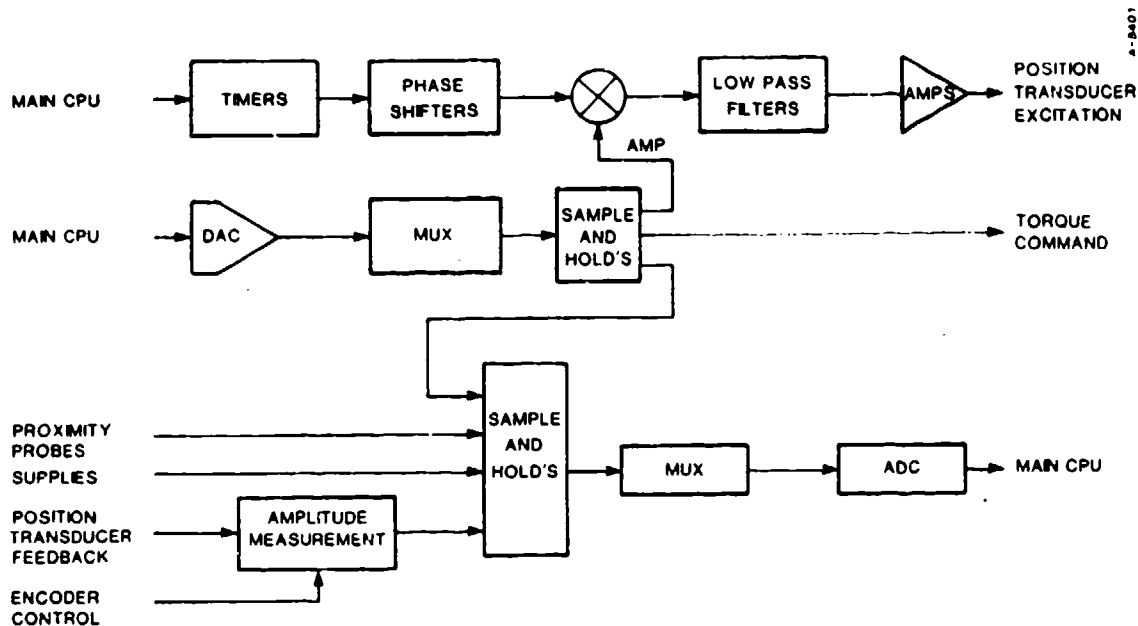 A-8401
MAIN CPU
TIMERS
PHASE
SHIFTERS
LOW PASS
FILTERS
AMPS
POSITION
TRANSDUCER
EXCITATION
AMP
MAIN CPU
DAC
MUX
SAMPLE
AND
HOLD'S
TORQUE
COMMAND
PROXIMITY
PROBES
SUPPLIES
POSITION
TRANSDUCER
FEEDBACK
ENCODER
CONTROL
AMPLITUDE
MEASUREMENT
SAMPLE
AND
HOLD'S
MUX
ADC
MAIN CPU